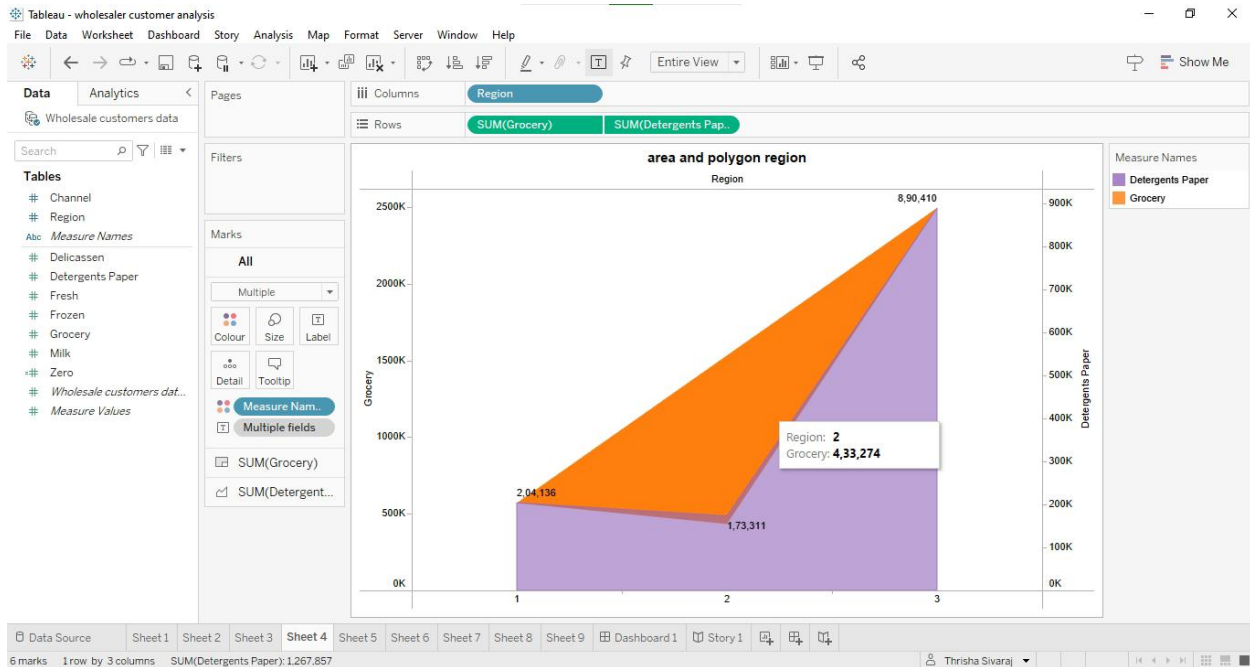 Tableau - wholesaler customer analysis
File Data Worksheet Dashboard Story Analysis Map Format Server Window Help
Entire View
Show Me
Data Analytics
Wholesale customers data
Search
Tables
# Channel
# Region
Abc Measure Names
# Delicassen
# Detergents Paper
# Fresh
# Frozen
# Grocery
# Milk
=# Zero
# Wholesale customers dat...
# Measure Values
Pages
Filters
Marks
All
Multiple
Colour Size Label
Detail Tooltip
Measure Nam..
Multiple fields
SUM(Grocery)
SUM(Detergent...
iii Columns Region
Rows SUM(Grocery) SUM(Detergents Pap..
area and polygon region
Region
2500K
2000K
1500K
1000K
500K
0K
Grocery
8,90,410
2,04,136
1,73,311
Region: 2
Grocery: 4,33,274
1 2 3
900K
800K
700K
600K
500K
400K
300K
200K
100K
0K
Detergents Paper
Measure Names
Detergents Paper
Grocery
Data Source Sheet 1 Sheet 2 Sheet 3 Sheet 4 Sheet 5 Sheet 6 Sheet 7 Sheet 8 Sheet 9 Dashboard 1 Story 1
6 marks 1 row by 3 columns SUM(Detergents Paper): 1,267,857
Thrisha Sivaraj